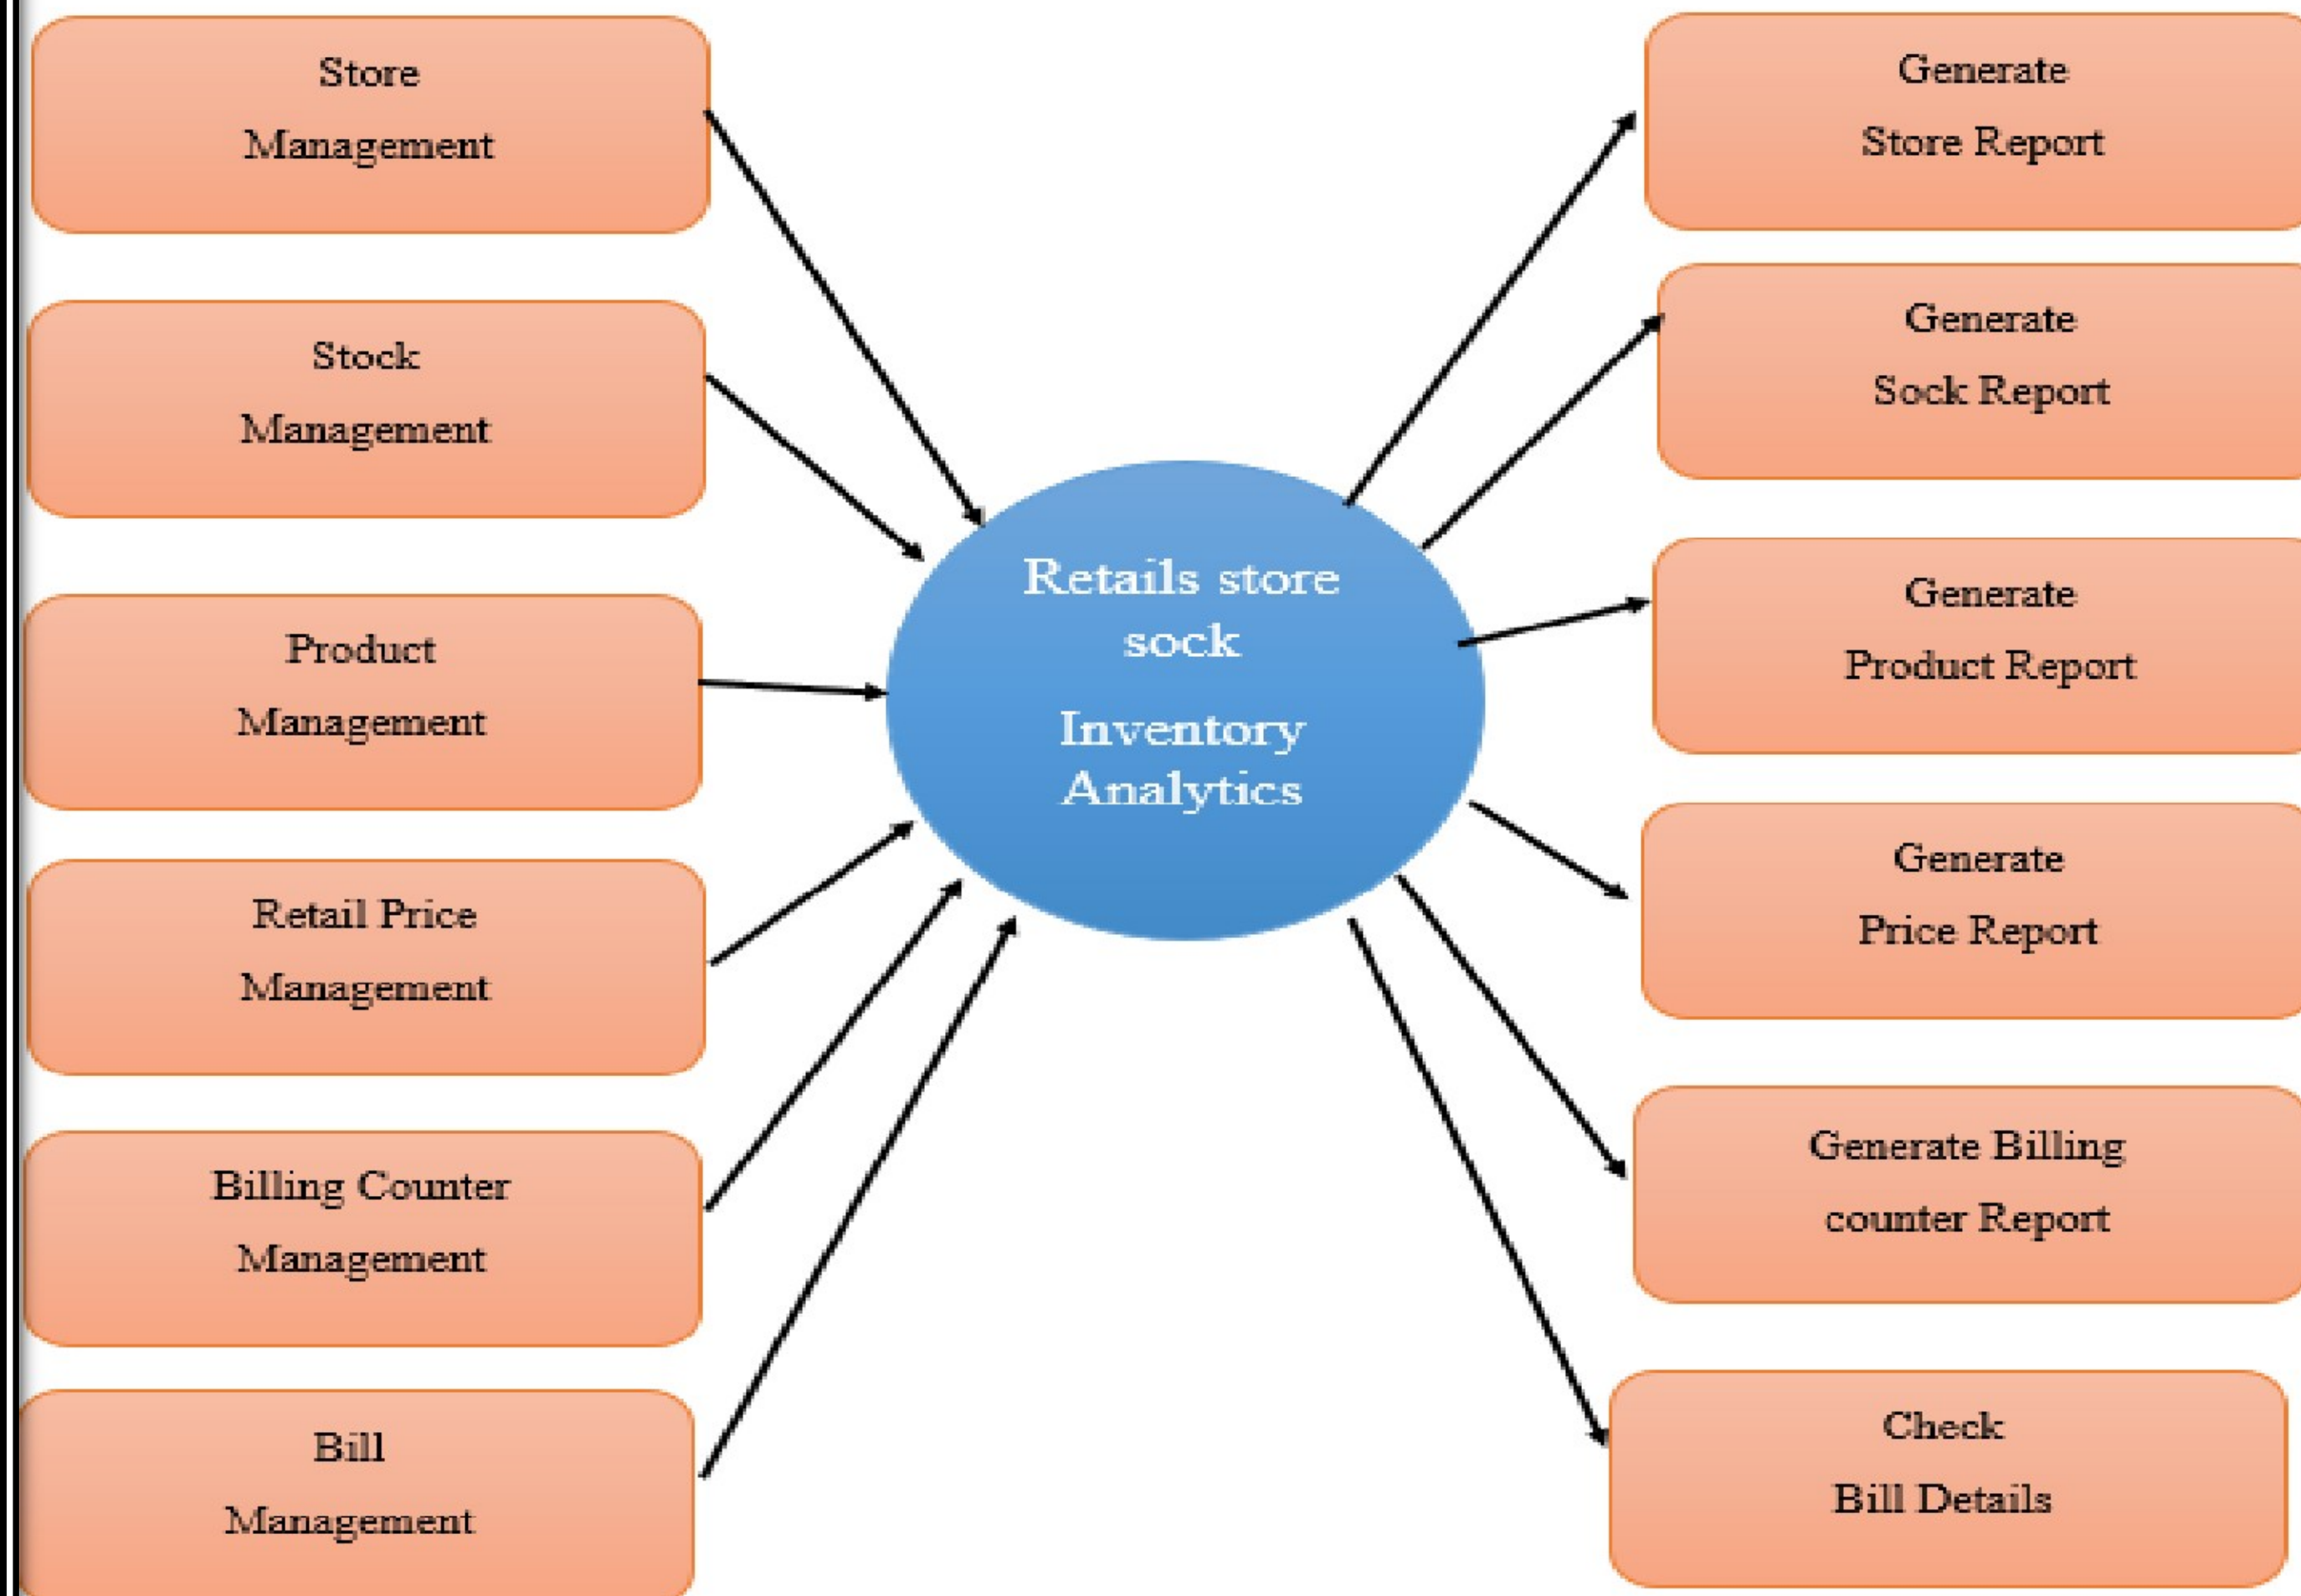 Store
Management
Stock
Management
Product
Management
Retail Price
Management
Billing Counter
Management
Bill
Management
Retails store
sock
Inventory
Analytics
Generate
Store Report
Generate
Sock Report
Generate
Product Report
Generate
Price Report
Generate Billing
counter Report
Check
Bill Details